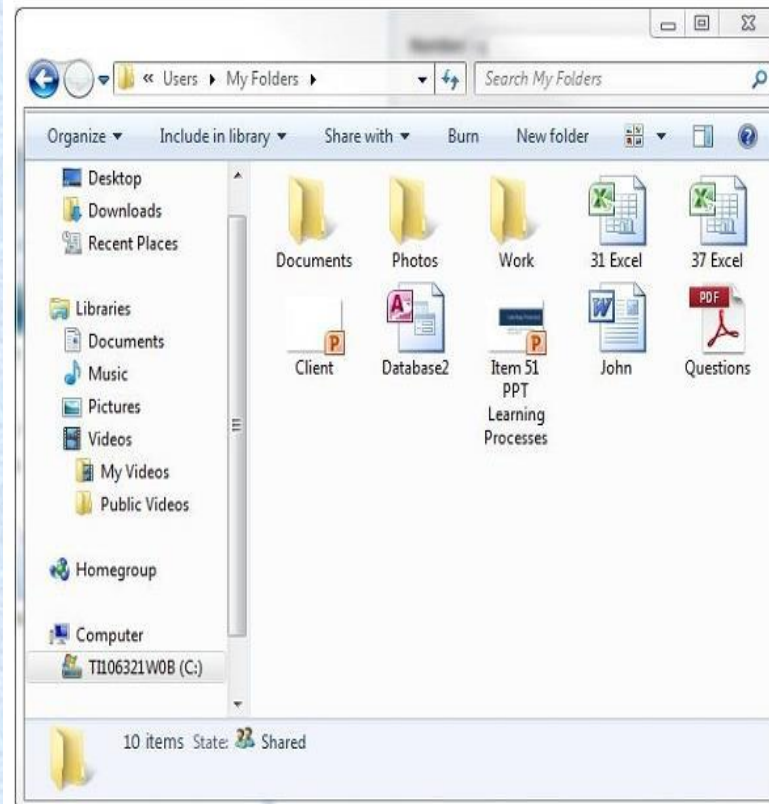 « Users ▸ My Folders ▸
Search My Folders
Organize Include in library Share with Burn New folder
Desktop
Downloads
Recent Places
Libraries
Documents
Music
Pictures
Videos
My Videos
Public Videos
Homegroup
Computer
TI106321W0B (C:)
Documents Photos Work 31 Excel 37 Excel
PDF
Client Database2 Item 51 PPT Learning Processes John Questions
10 items State: Shared